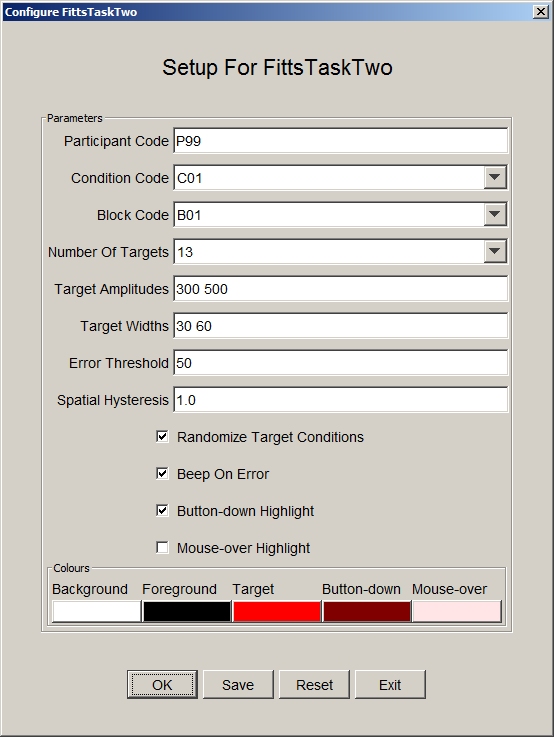 Configure FittsTaskTwo
Setup For FittsTaskTwo
Parameters
Participant Code P99
Condition Code C01
Block Code B01
Number Of Targets 13
Target Amplitudes 300 500
Target Widths 30 60
Error Threshold 50
Spatial Hysteresis 1.0
Randomize Target Conditions
Beep On Error
Button-down Highlight
Mouse-over Highlight
Colours
Background Foreground Target Button-down Mouse-over
OK Save Reset Exit